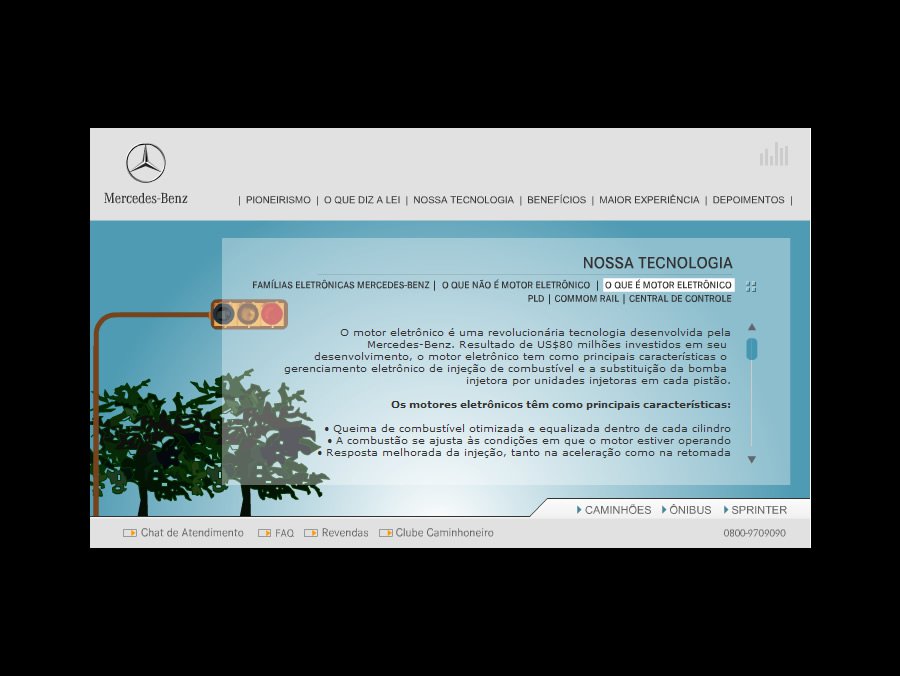 Mercedes-Benz
| PIONEIRISMO | O QUE DIZ A LEI | NOSSA TECNOLOGIA | BENEFÍCIOS | MAIOR EXPERIÊNCIA | DEPOIMENTOS |
NOSSA TECNOLOGIA
FAMÍLIAS ELETRÔNICAS MERCEDES-BENZ | O QUE NÃO É MOTOR ELETRÔNICO | O QUE É MOTOR ELETRÔNICO
PLD | COMMOM RAIL | CENTRAL DE CONTROLE
O motor eletrônico é uma revolucionária tecnologia desenvolvida pela
Mercedes-Benz. Resultado de US$80 milhões investidos em seu
desenvolvimento, o motor eletrônico tem como principais características o
gerenciamento eletrônico de injeção de combustível e a substituição da bomba
injetora por unidades injetoras em cada pistão.
Os motores eletrônicos têm como principais características:
• Queima de combustível otimizada e equalizada dentro de cada cilindro
• A combustão se ajusta às condições em que o motor estiver operando
• Resposta melhorada da injeção, tanto na aceleração como na retomada
CAMINHÕES ÔNIBUS SPRINTER
Chat de Atendimento FAQ Revendas Clube Caminhoneiro 0800-9709090